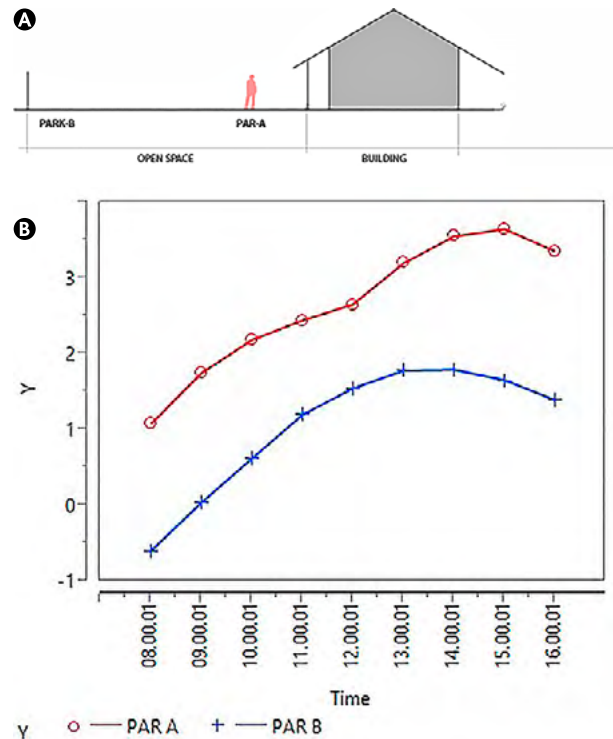 A
PARK-B PAR-A
OPEN SPACE BUILDING
B
3
2
1
0
-1
Y
08.00.01 09.00.01 10.00.01 11.00.01 12.00.01 13.00.01 14.00.01 15.00.01 16.00.01
Time
Y PAR A PAR B